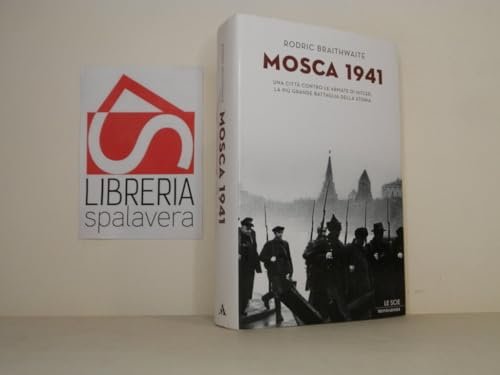 LIBRERIA
spalavera
MOSCA 1941
RODRIC BRAITHWAITE
MOSCA 1941
UNA CITTÀ CONTRO LE ARMATE DI HITLER.
LA PIÙ GRANDE BATTAGLIA DELLA STORIA
LE SCIE
MONDADORI